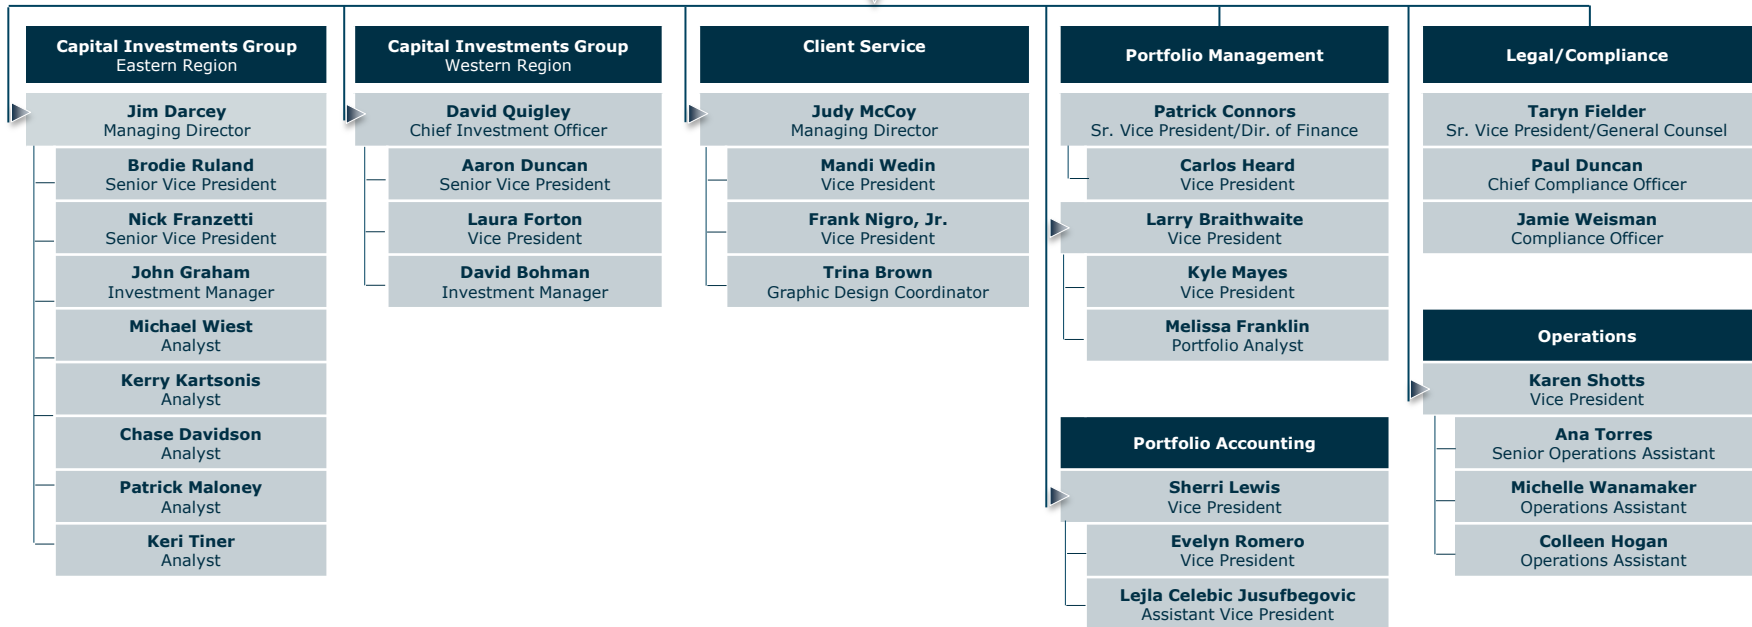 Capital Investments Group
Eastern Region
Jim Darcey
Managing Director
Brodie Ruland
Senior Vice President
Nick Franzetti
Senior Vice President
John Graham
Investment Manager
Michael Wiest
Analyst
Kerry Kartsonis
Analyst
Chase Davidson
Analyst
Patrick Maloney
Analyst
Keri Tiner
Analyst
Capital Investments Group
Western Region
David Quigley
Chief Investment Officer
Aaron Duncan
Senior Vice President
Laura Forton
Vice President
David Bohman
Investment Manager
Client Service
Judy McCoy
Managing Director
Mandi Wedin
Vice President
Frank Nigro, Jr.
Vice President
Trina Brown
Graphic Design Coordinator
Portfolio Management
Patrick Connors
Sr. Vice President/Dir. of Finance
Carlos Heard
Vice President
Larry Braithwaite
Vice President
Kyle Mayes
Vice President
Melissa Franklin
Portfolio Analyst
Portfolio Accounting
Sherri Lewis
Vice President
Evelyn Romero
Vice President
Lejla Celebic Jusufbegovic
Assistant Vice President
Legal/Compliance
Taryn Fielder
Sr. Vice President/General Counsel
Paul Duncan
Chief Compliance Officer
Jamie Weisman
Compliance Officer
Operations
Karen Shotts
Vice President
Ana Torres
Senior Operations Assistant
Michelle Wanamaker
Operations Assistant
Colleen Hogan
Operations Assistant